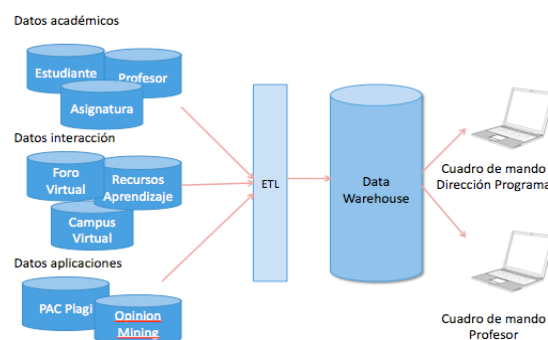 Datos académicos
Estudiante
Profesor
Asignatura
Datos interacción
Foro
Virtual
Recursos
Aprendizaje
Campus
Virtual
Datos aplicaciones
PAC Plagi
Opinion
Mining
ETL
Data
Warehouse
Cuadro de mando
Dirección Programa
Cuadro de mando
Profesor